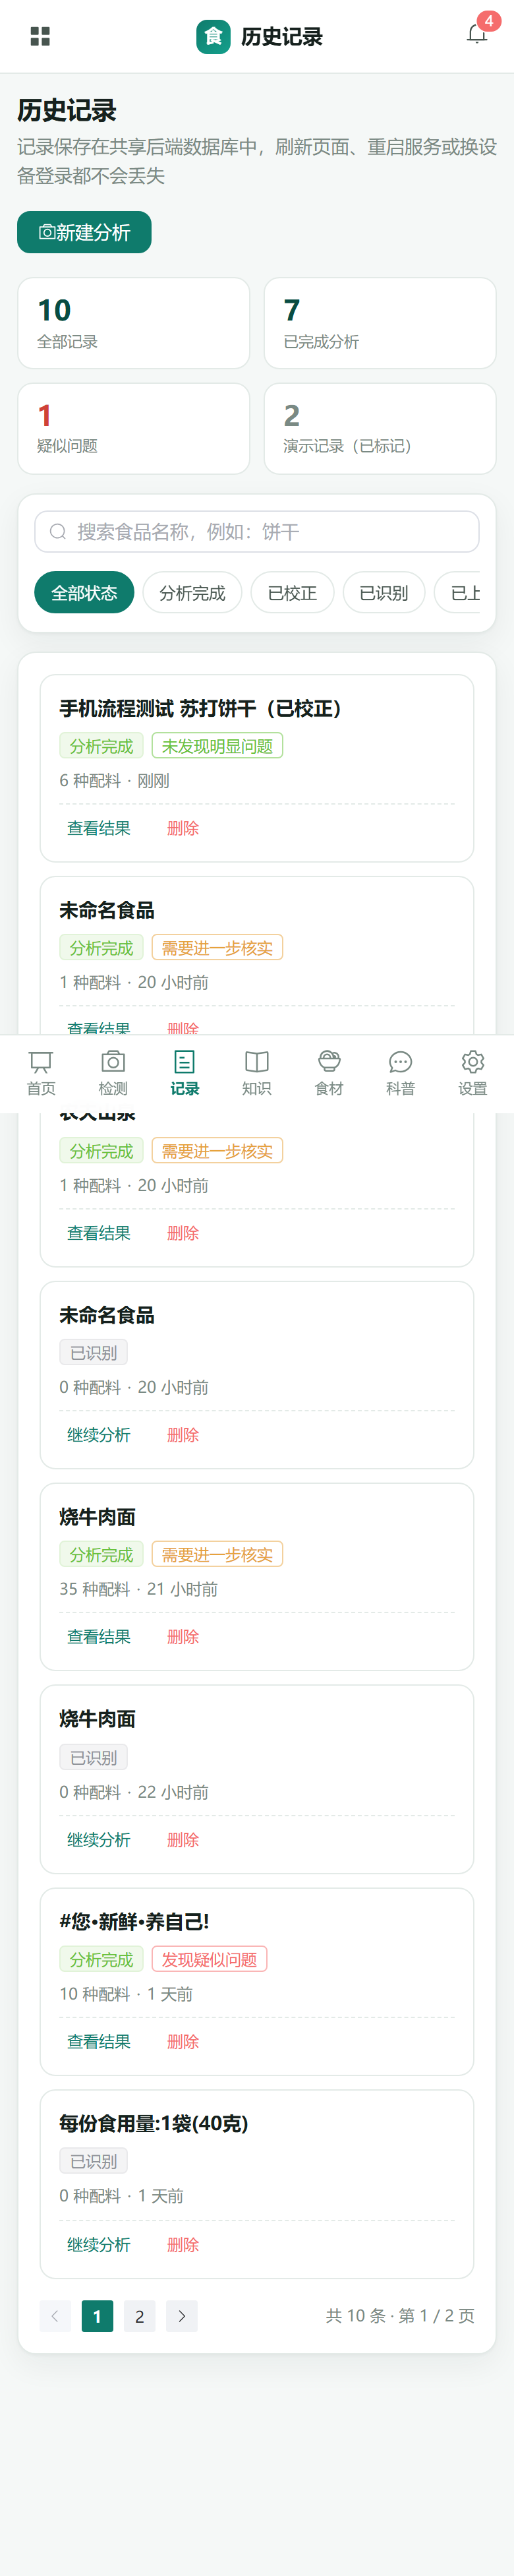 食 历史记录
4
历史记录
记录保存在共享后端数据库中，刷新页面、重启服务或换设
备登录都不会丢失
新建分析
10
全部记录
7
已完成分析
1
疑似问题
2
演示记录（已标记）
搜索食品名称，例如：饼干
全部状态 分析完成 已校正 已识别 已上
手机流程测试 苏打饼干（已校正）
分析完成 未发现明显问题
6 种配料 · 刚刚
查看结果 删除
未命名食品
分析完成 需要进一步核实
1 种配料 · 20 小时前
查看结果 删除
首页 检测 记录 知识 食材 科普 设置
农夫山泉
分析完成 需要进一步核实
1 种配料 · 20 小时前
查看结果 删除
未命名食品
已识别
0 种配料 · 20 小时前
继续分析 删除
烧牛肉面
分析完成 需要进一步核实
35 种配料 · 21 小时前
查看结果 删除
烧牛肉面
已识别
0 种配料 · 22 小时前
继续分析 删除
#您•新鲜•养自己!
分析完成 发现疑似问题
10 种配料 · 1 天前
查看结果 删除
每份食用量:1袋(40克)
已识别
0 种配料 · 1 天前
继续分析 删除
1 2 共 10 条 · 第 1 / 2 页